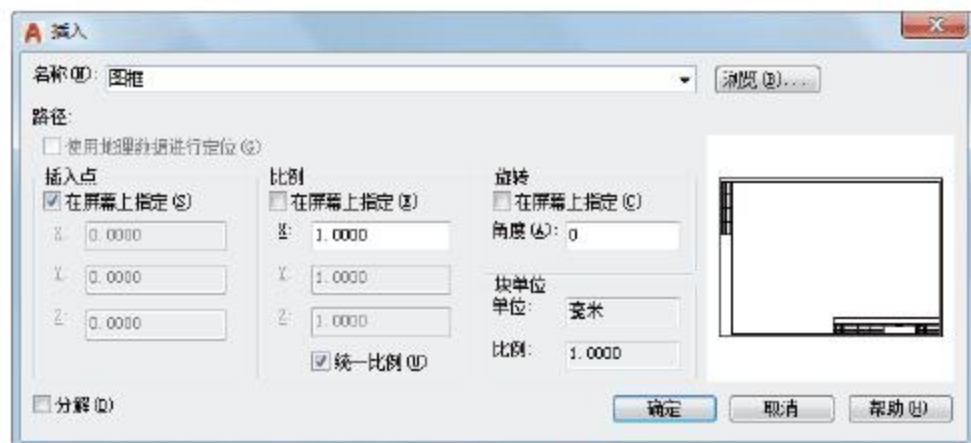 插入
名称(N): 图框
浏览(B)...
路径:
使用地理数据进行定位(G)
插入点
在屏幕上指定(S)
X: 0.0000
Y: 0.0000
Z: 0.0000
比例
在屏幕上指定(E)
X: 1.0000
Y: 1.0000
Z: 1.0000
统一比例(U)
旋转
在屏幕上指定(C)
角度(A): 0
块单位
单位: 毫米
比例: 1.0000
分解(D)
确定
取消
帮助(H)